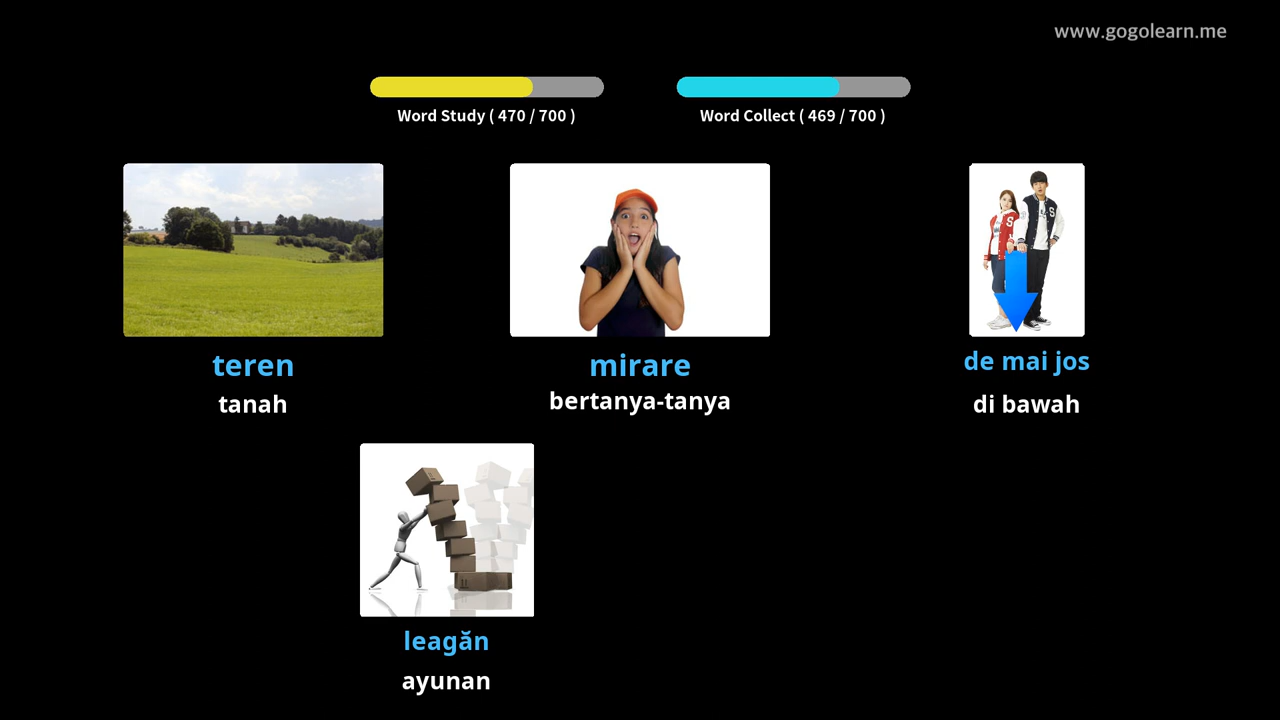 www.gogolearn.me
Word Study ( 470 / 700 )
Word Collect ( 469 / 700 )
teren
tanah
mirare
bertanya-tanya
de mai jos
di bawah
leagăn
ayunan